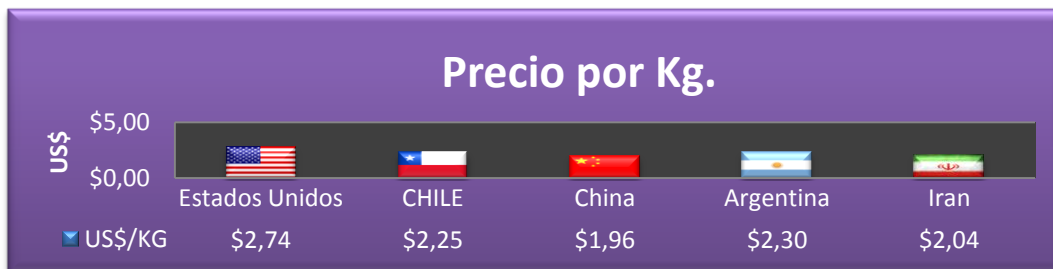 Precio por Kg.
US$
$5,00
$0,00
Estados Unidos CHILE China Argentina Iran
US$/KG $2,74 $2,25 $1,96 $2,30 $2,04